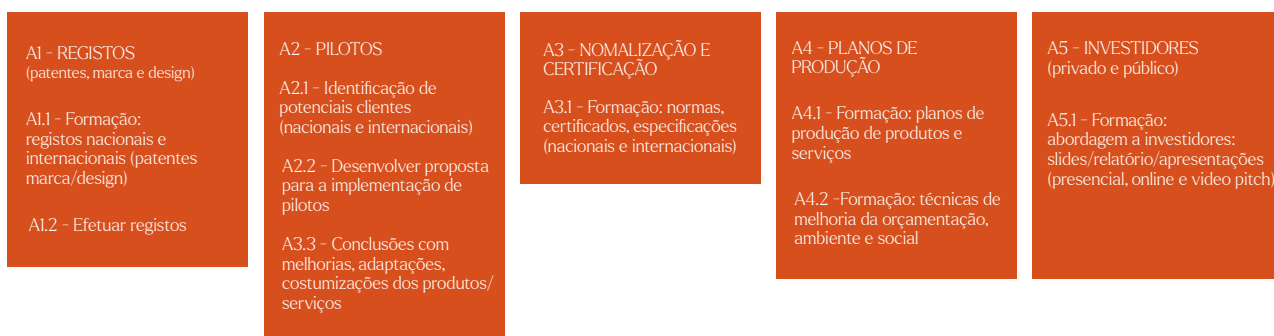 A1 - REGISTOS
(patentes, marca e design)
A1.1 - Formação:
registos nacionais e
internacionais (patentes
marca/design)
A1.2 - Efetuar registos
A2 - PILOTOS
A2.1 - Identificação de
potenciais clientes
(nacionais e internacionais)
A2.2 - Desenvolver proposta
para a implementação de
pilotos
A3.3 - Conclusões com
melhorias, adaptações,
costumizações dos produtos/
serviços
A3 - NOMALIZAÇÃO E
CERTIFICAÇÃO
A3.1 - Formação: normas,
certificados, especificações
(nacionais e internacionais)
A4 - PLANOS DE
PRODUÇÃO
A4.1 - Formação: planos de
produção de produtos e
serviços
A4.2 -Formação: técnicas de
melhoria da orçamentação,
ambiente e social
A5 - INVESTIDORES
(privado e público)
A5.1 - Formação:
abordagem a investidores:
slides/relatório/apresentações
(presencial, online e video pitch)